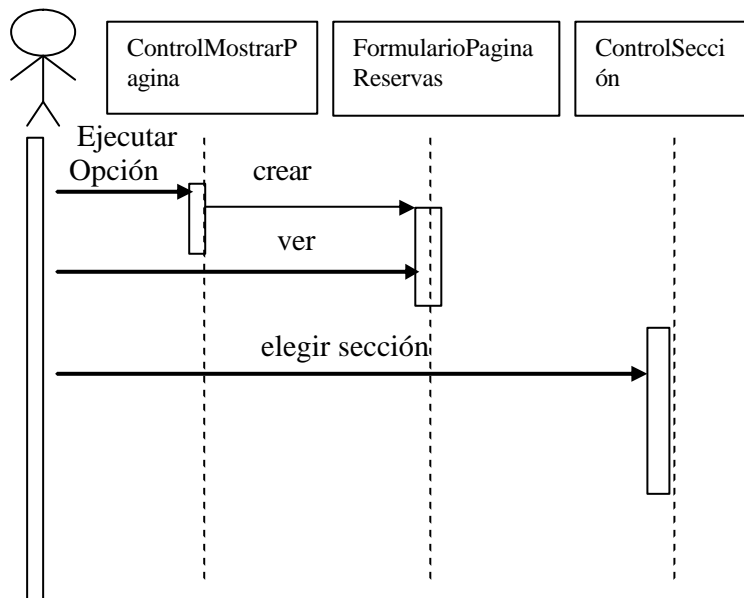 ControlMostrarP
agina
FormularioPagina
Reservas
ControlSecci
ón
Ejecutar
Opción
crear
ver
elegir sección